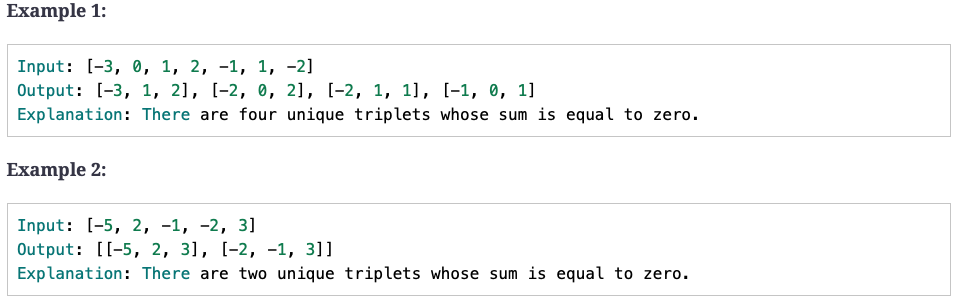 Example 1:
Input: [-3, 0, 1, 2, -1, 1, -2]
Output: [-3, 1, 2], [-2, 0, 2], [-2, 1, 1], [-1, 0, 1]
Explanation: There are four unique triplets whose sum is equal to zero.
Example 2:
Input: [-5, 2, -1, -2, 3]
Output: [[-5, 2, 3], [-2, -1, 3]]
Explanation: There are two unique triplets whose sum is equal to zero.